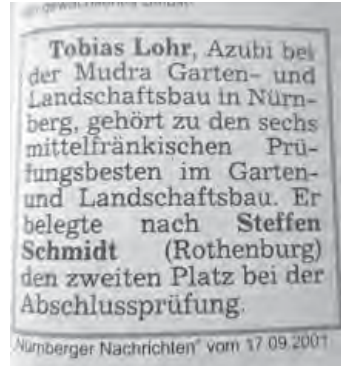 Tobias Lohr, Azubi bei
der Mudra Garten- und
Landschaftsbau in Nürn-
berg, gehört zu den sechs
mittelfränkischen Prü-
fungsbesten im Garten-
und Landschaftsbau. Er
belegte nach Steffen
Schmidt (Rothenburg)
den zweiten Platz bei der
Abschlussprüfung.
„Nürnberger Nachrichten" vom 17.09.2001